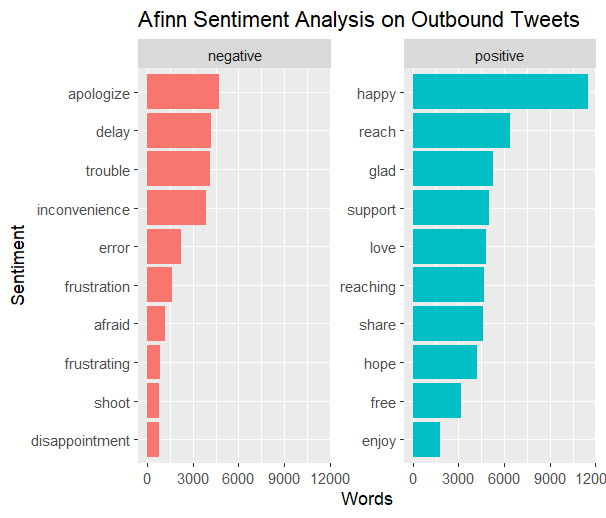 Afinn Sentiment Analysis on Outbound Tweets
negative
positive
Sentiment
apologize
delay
trouble
inconvenience
error
frustration
afraid
frustrating
shoot
disappointment
happy
reach
glad
support
love
reaching
share
hope
free
enjoy
0 3000 6000 9000 12000
0 3000 6000 9000 12000
Words